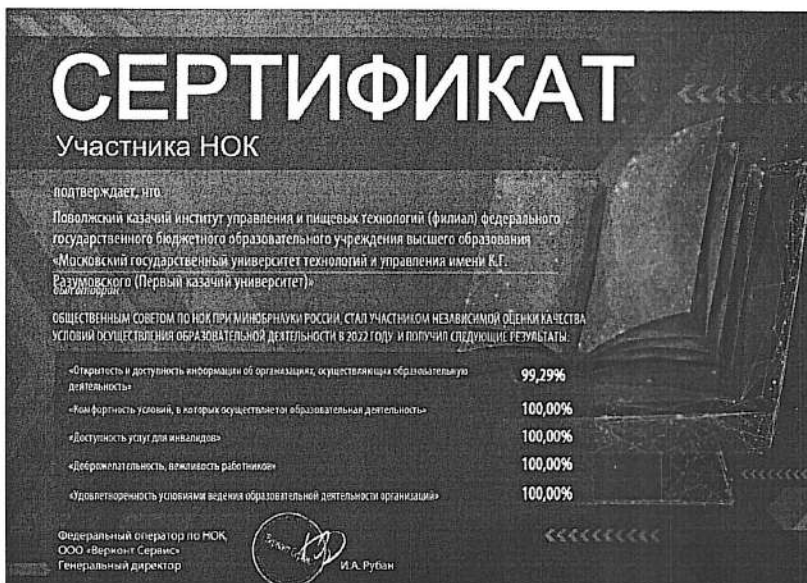 СЕРТИФИКАТ
Участника НОК
подтверждает, что
Поволжский казачий институт управления и пищевых технологий (филиал) федерального
государственного бюджетного образовательного учреждения высшего образования
«Московский государственный университет технологий и управления имени К.Г.
Разумовского (Первый казачий университет)»
был отобран
ОБЩЕСТВЕННЫМ СОВЕТОМ ПО НОК ПРИ МИНОБРНАУКИ РОССИИ, СТАЛ УЧАСТНИКОМ НЕЗАВИСИМОЙ ОЦЕНКИ КАЧЕСТВА
УСЛОВИЙ ОСУЩЕСТВЛЕНИЯ ОБРАЗОВАТЕЛЬНОЙ ДЕЯТЕЛЬНОСТИ В 2022 ГОДУ И ПОЛУЧИЛ СЛЕДУЮЩИЕ РЕЗУЛЬТАТЫ:
«Открытость и доступность информации об организациях, осуществляющих образовательную
деятельность» 99,29%
«Комфортность условий, в которых осуществляется образовательная деятельность» 100,00%
«Доступность услуг для инвалидов» 100,00%
«Доброжелательность, вежливость работников» 100,00%
«Удовлетворенность условиями ведения образовательной деятельности организаций» 100,00%
Федеральный оператор по НОК,
ООО «Верконт Сервис»
Генеральный директор И.А. Рубан